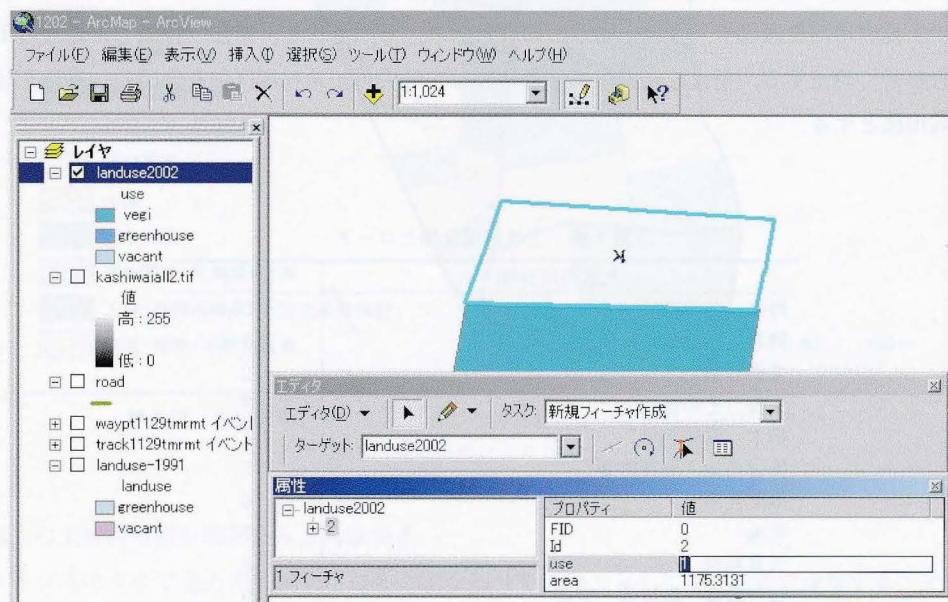 1202 - ArcMap - ArcView
ファイル(F) 編集(E) 表示(V) 挿入(I) 選択(S) ツール(T) ウィンドウ(W) ヘルプ(H)
1:1,024
レイヤ
landuse2002
use
vegi
greenhouse
vacant
kashiwaiall2.tif
値
高 : 255
低 : 0
road
waypt1129tmrmt イベント
track1129tmrmt イベント
landuse-1991
landuse
greenhouse
vacant
エディタ
エディタ(D) タスク: 新規フィーチャ作成
ターゲット: landuse2002
属性
landuse2002
2
1 フィーチャ
プロパティ 値
FID 0
Id 2
use 1
area 1175.3131